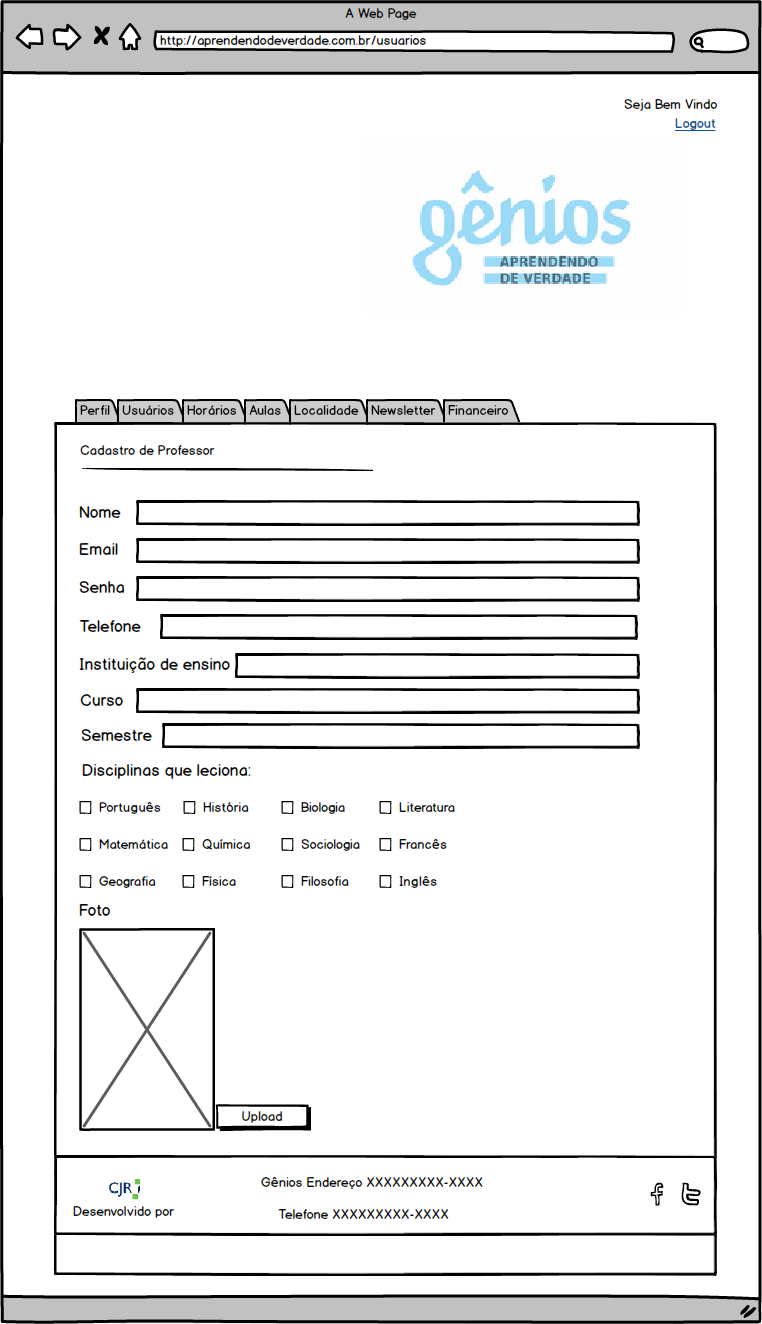 A Web Page
http://aprendendodeverdade.com.br/usuarios
Seja Bem Vindo
Logout
gênios
APRENDENDO
DE VERDADE
Perfil Usuários Horários Aulas Localidade Newsletter Financeiro
Cadastro de Professor
Nome
Email
Senha
Telefone
Instituição de ensino
Curso
Semestre
Disciplinas que leciona:
Português História Biologia Literatura
Matemática Química Sociologia Francês
Geografia Física Filosofia Inglês
Foto
Upload
CJR
Desenvolvido por
Gênios Endereço XXXXXXXXX-XXXX
Telefone XXXXXXXXX-XXXX